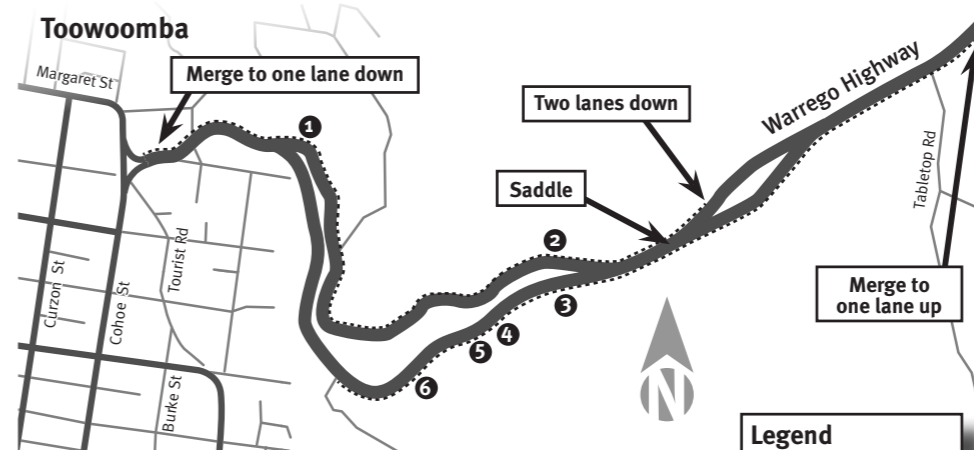 Toowoomba
Margaret St
Merge to one lane down
Two lanes down
Warrego Highway
1
Saddle
Tabletop Rd
2
Tourist Rd
Curzon St
Cohoe St
Merge to
one lane up
3
4
5
6
Burke St
N
Legend